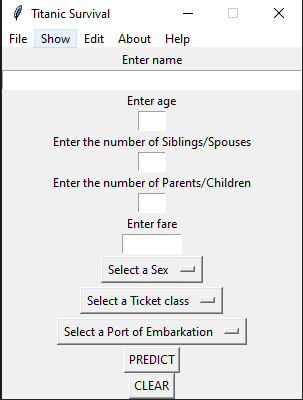 Titanic Survival
File Show Edit About Help
Enter name
Enter age
Enter the number of Siblings/Spouses
Enter the number of Parents/Children
Enter fare
Select a Sex
Select a Ticket class
Select a Port of Embarkation
PREDICT
CLEAR